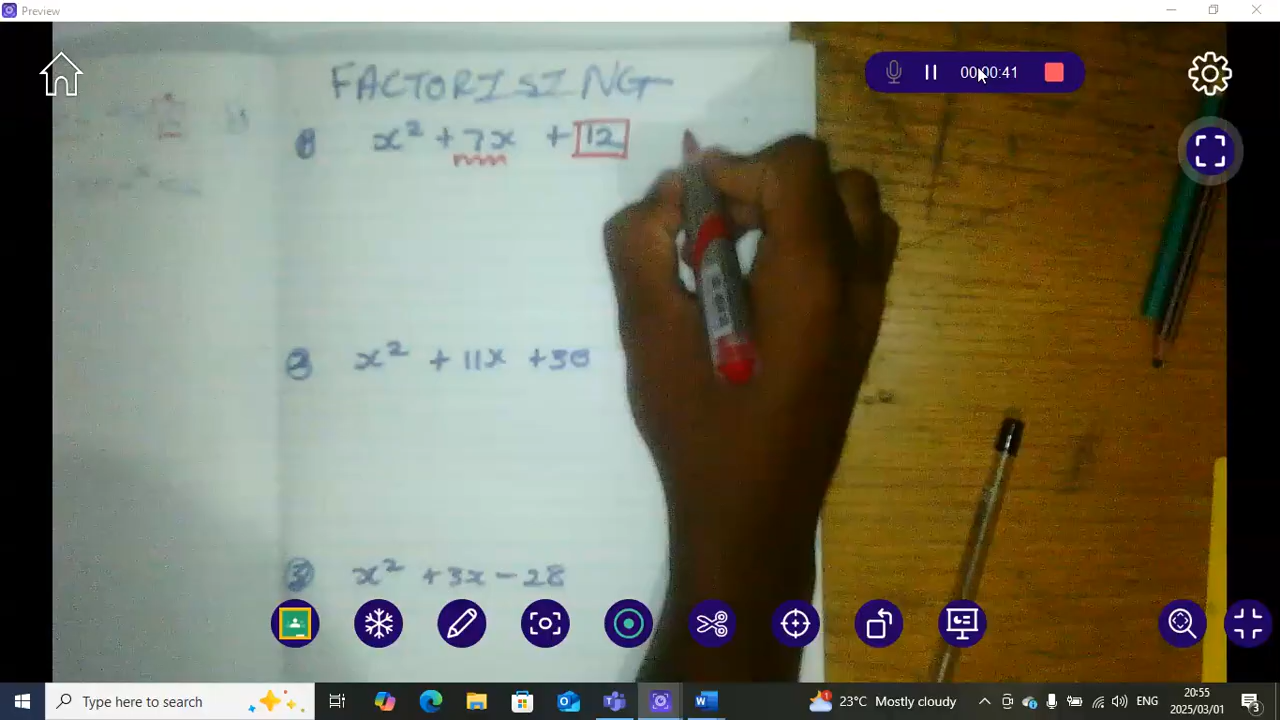 Preview
FACTORISING
00:00:41
① x² + 7x + 12
② x² + 11x + 30
③ x² + 3x - 28
Type here to search
23°C Mostly cloudy
ENG
20:55
2025/03/01
3